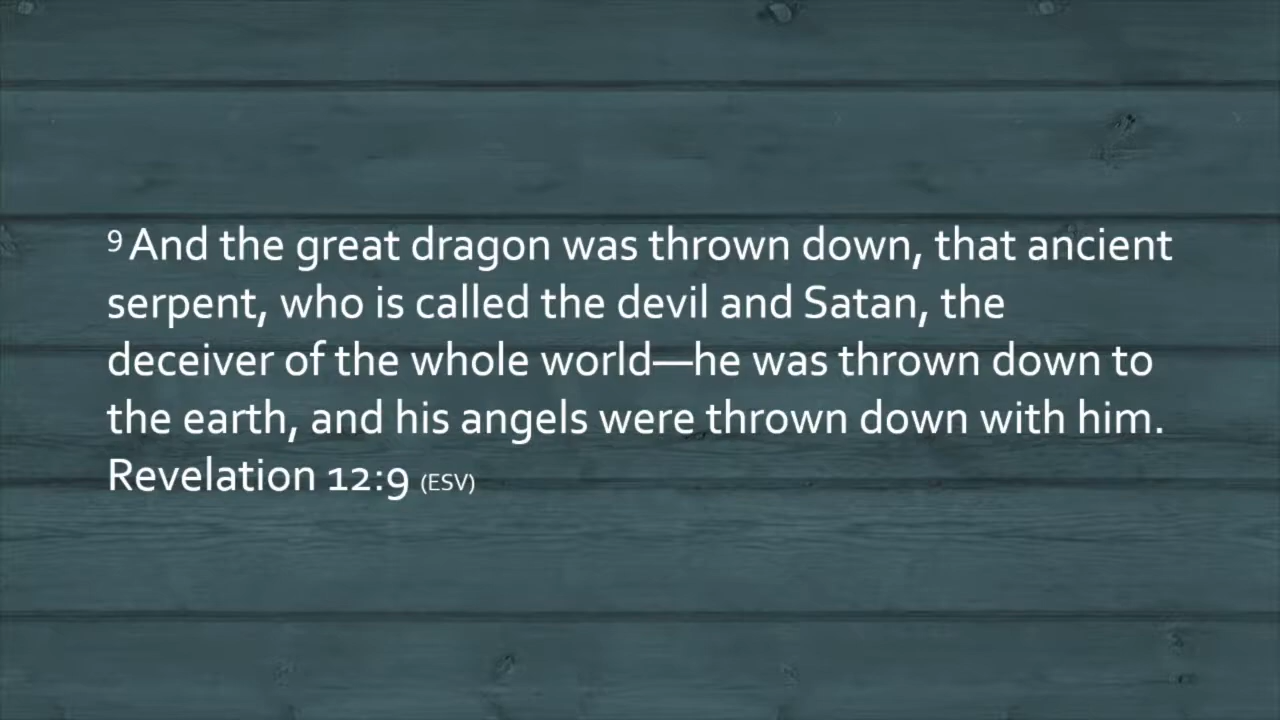 9 And the great dragon was thrown down, that ancient
serpent, who is called the devil and Satan, the
deceiver of the whole world—he was thrown down to
the earth, and his angels were thrown down with him.
Revelation 12:9 (ESV)